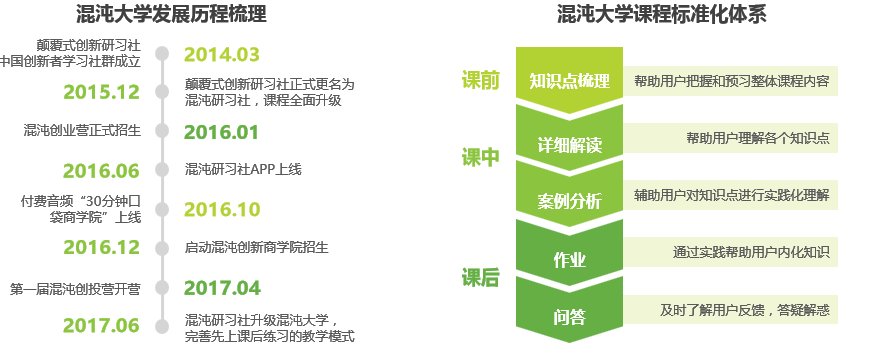 混沌大学发展历程梳理
颠覆式创新研习社
中国创新者学习社群成立
2014.03
2015.12
颠覆式创新研习社正式更名为
混沌研习社，课程全面升级
混沌创业营正式招生
2016.01
2016.06
混沌研习社APP上线
付费音频“30分钟口
袋商学院”上线
2016.10
2016.12
启动混沌创新商学院招生
第一届混沌创投营开营
2017.04
2017.06
混沌研习社升级混沌大学，
完善先上课后练习的教学模式
混沌大学课程标准化体系
课前
知识点梳理
帮助用户把握和预习整体课程内容
课中
详细解读
帮助用户理解各个知识点
案例分析
辅助用户对知识点进行实践化理解
课后
作业
通过实践帮助用户内化知识
问答
及时了解用户反馈，答疑解惑